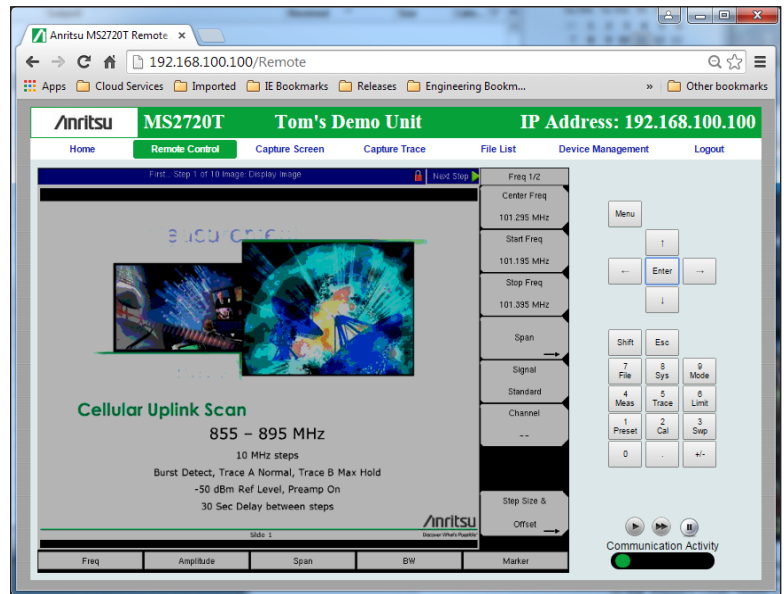 Anritsu MS2720T Remote
192.168.100.100/Remote
Apps Cloud Services Imported IE Bookmarks Releases Engineering Bookm... » Other bookmarks
Anritsu MS2720T Tom's Demo Unit IP Address: 192.168.100.100
Home Remote Control Capture Screen Capture Trace File List Device Management Logout
First... Step 1 of 10 Image: Display Image Next Step
Freq 1/2
Center Freq
101.295 MHz
Start Freq
101.195 MHz
Stop Freq
101.395 MHz
Span
Signal
Standard
Channel
--
Step Size &
Offset
Cellular Uplink Scan
855 – 895 MHz
10 MHz steps
Burst Detect, Trace A Normal, Trace B Max Hold
-50 dBm Ref Level, Preamp On
30 Sec Delay between steps
Anritsu
Slide 1 Discover What's Possible
Freq Amplitude Span BW Marker
Menu
↑
← Enter →
↓
Shift Esc
7 File 8 Sys 9 Mode
4 Meas 5 Trace 6 Limit
1 Preset 2 Cal 3 Swp
0 . +/-
Communication Activity